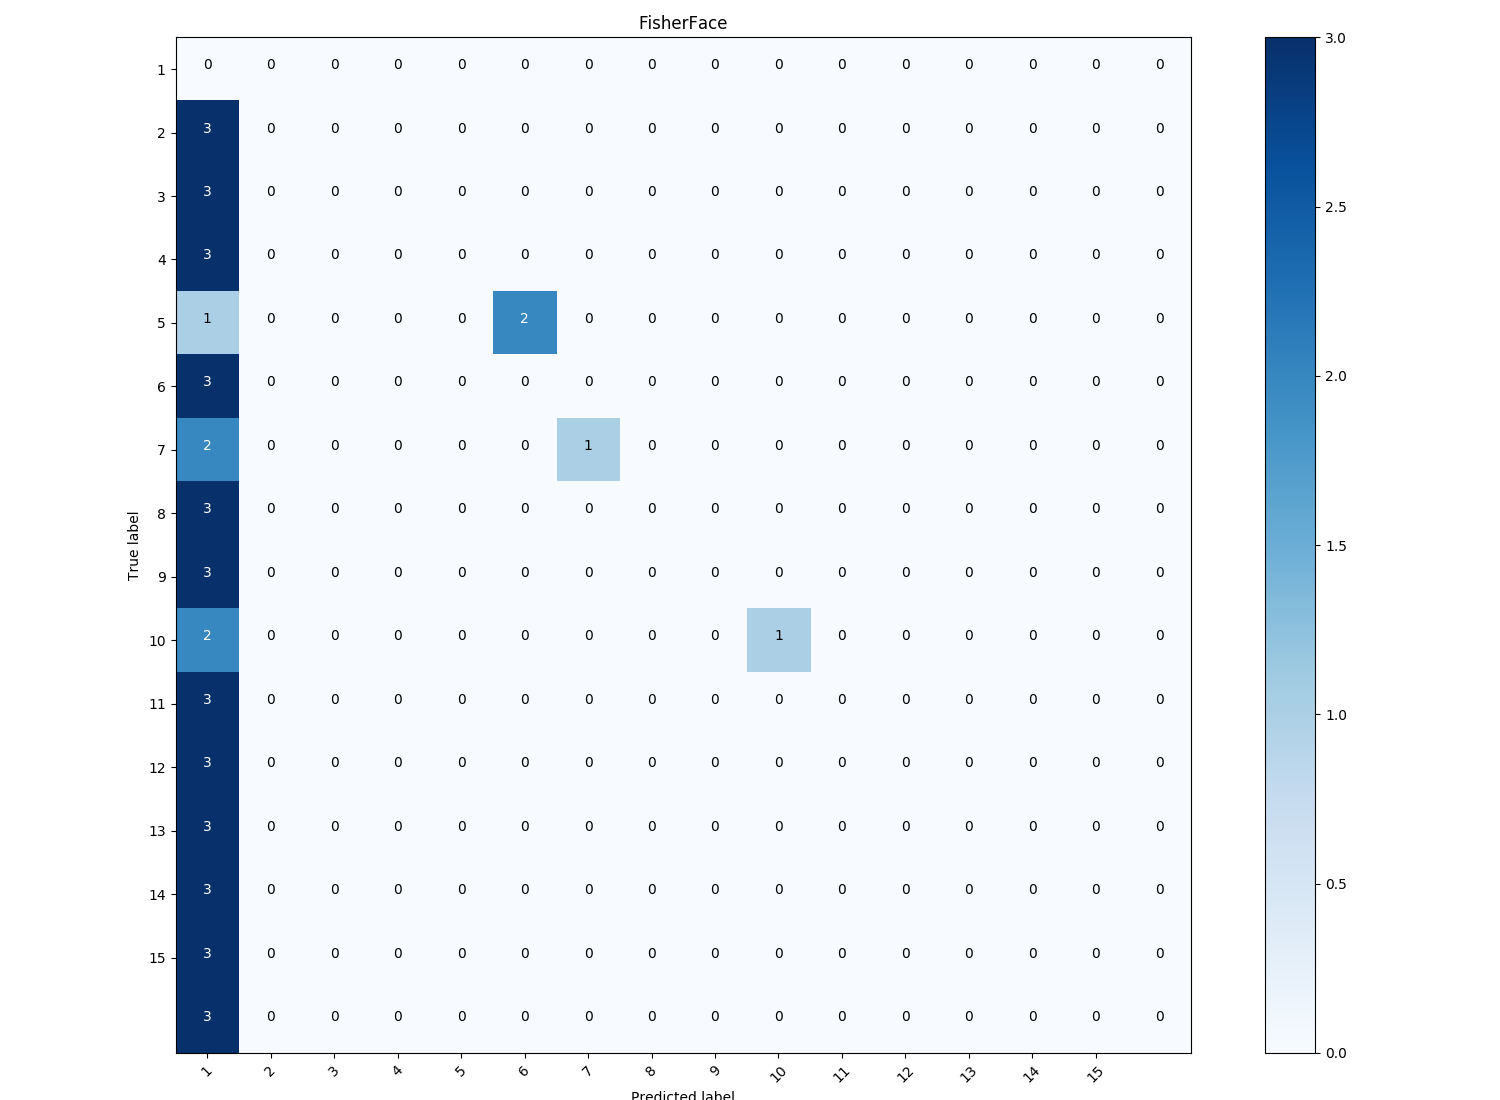 FisherFace
3.0
1 0 0 0 0 0 0 0 0 0 0 0 0 0 0 0 0
2 3 0 0 0 0 0 0 0 0 0 0 0 0 0 0 0
2.5
3 3 0 0 0 0 0 0 0 0 0 0 0 0 0 0 0
4 3 0 0 0 0 0 0 0 0 0 0 0 0 0 0 0
5 1 0 0 0 0 2 0 0 0 0 0 0 0 0 0 0
2.0
6 3 0 0 0 0 0 0 0 0 0 0 0 0 0 0 0
7 2 0 0 0 0 0 1 0 0 0 0 0 0 0 0 0
8 3 0 0 0 0 0 0 0 0 0 0 0 0 0 0 0
True label
1.5
9 3 0 0 0 0 0 0 0 0 0 0 0 0 0 0 0
10 2 0 0 0 0 0 0 0 0 1 0 0 0 0 0 0
11 3 0 0 0 0 0 0 0 0 0 0 0 0 0 0 0
1.0
12 3 0 0 0 0 0 0 0 0 0 0 0 0 0 0 0
13 3 0 0 0 0 0 0 0 0 0 0 0 0 0 0 0
14 3 0 0 0 0 0 0 0 0 0 0 0 0 0 0 0
0.5
15 3 0 0 0 0 0 0 0 0 0 0 0 0 0 0 0
3 0 0 0 0 0 0 0 0 0 0 0 0 0 0 0
0.0
1 2 3 4 5 6 7 8 9 10 11 12 13 14 15
Predicted label